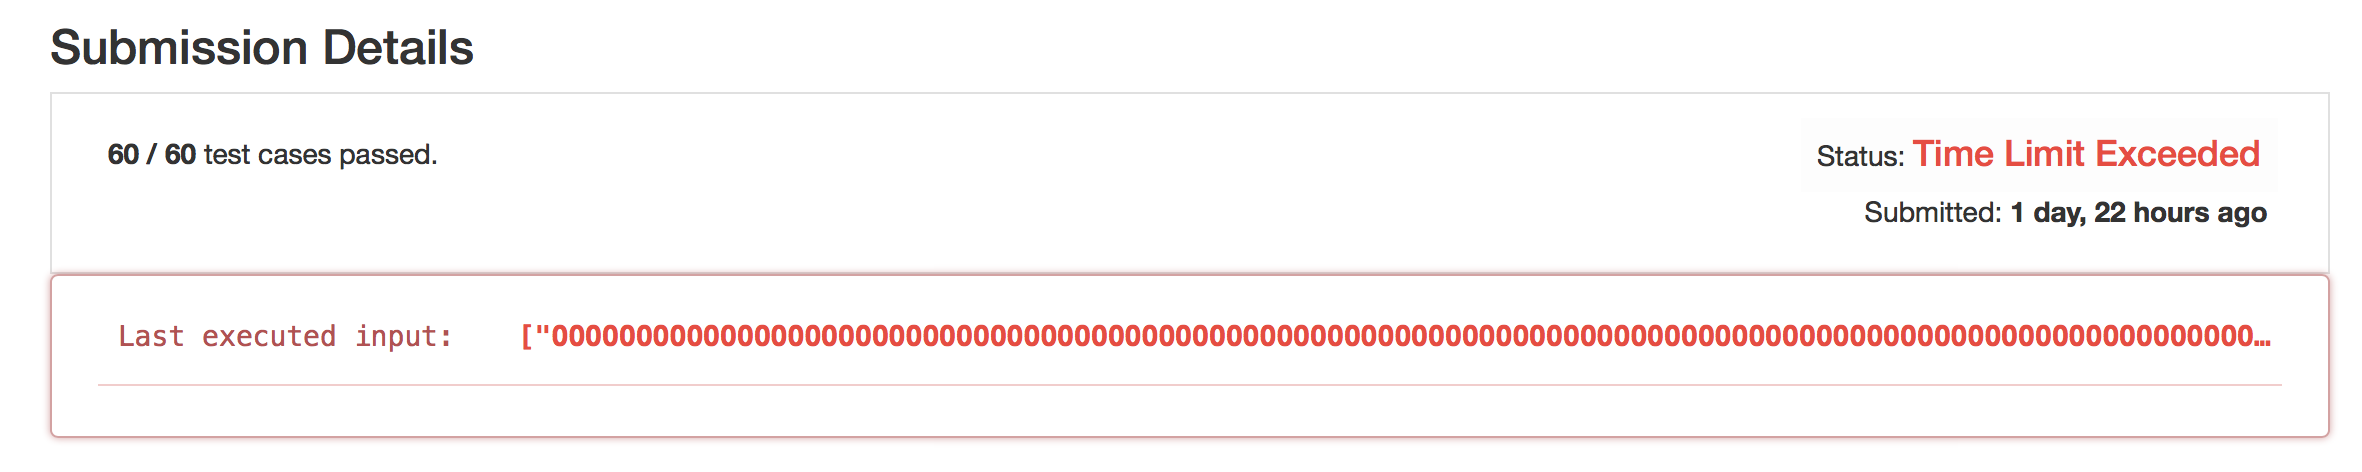 Submission Details
60 / 60 test cases passed.
Status: Time Limit Exceeded
Submitted: 1 day, 22 hours ago
Last executed input: ["OOOOOOOOOOOOOOOOOOOOOOOOOOOOOOOOOOOOOOOOOOOOOOOOOOOOOOOOOOOOOOOOOOOOOOOOOOOOOOOOOOOOOOOOOOOOOOOOOOOOO…